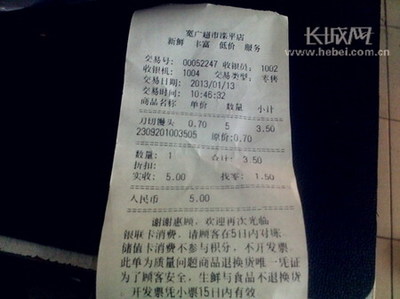 长城网
www.hebei.com.cn
宽广超市滦平店
新鲜 丰富 低价 服务
交易号: 00052247 收银员: 1002
收银机: 1004 交易类型: 零售
交易日期: 2013/01/13
交易时间: 10:46:32
商品名称 单价 数量 小计
刀切馒头 0.70 5 3.50
2309201003505 原价:0.70
数量: 1 合计: 3.50
折扣:
实收: 5.00 找零: 1.50
人民币 5.00
谢谢惠顾, 欢迎再次光临
银联卡消费, 请顾客在5日内对账
储值卡消费不参与积分, 不开发票
此单为质量问题商品退换货唯一凭证
为了顾客安全, 生鲜与食品不退换货
开发票凭小票15日内有效